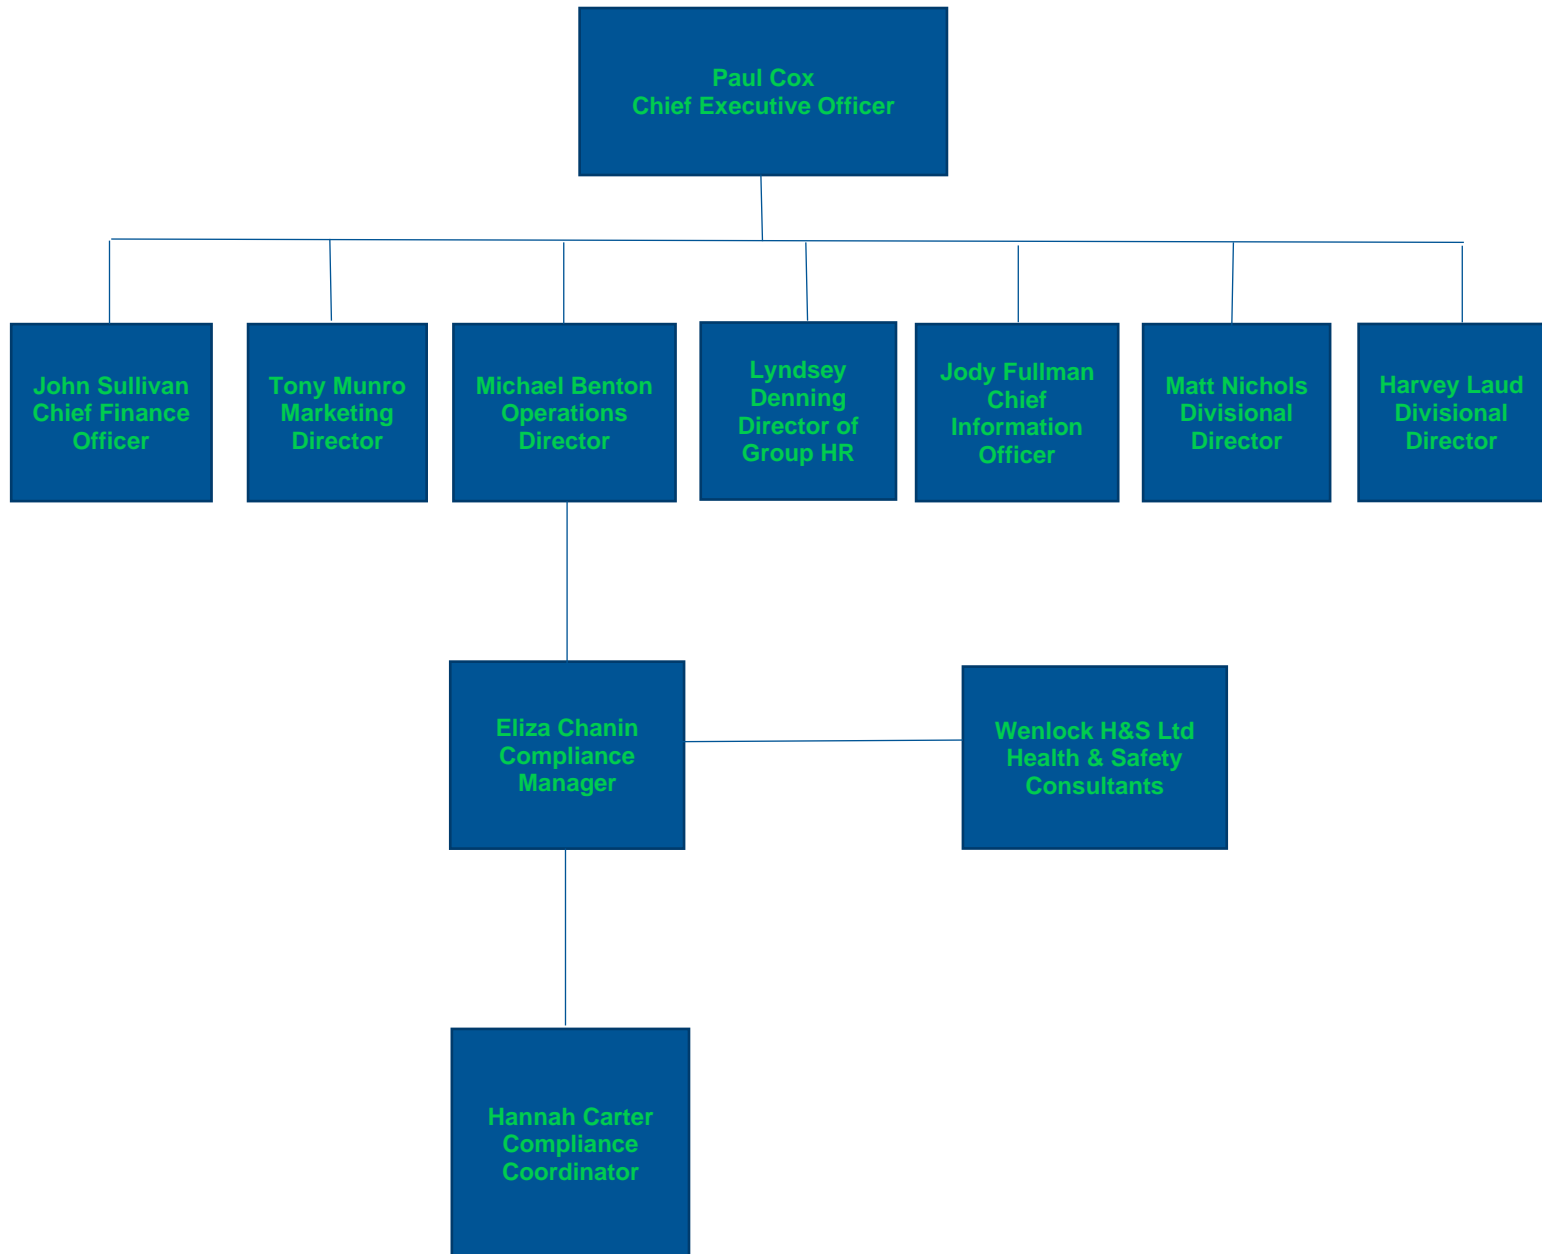 Paul Cox
Chief Executive Officer
John Sullivan
Chief Finance
Officer
Tony Munro
Marketing
Director
Michael Benton
Operations
Director
Lyndsey
Denning
Director of
Group HR
Jody Fullman
Chief
Information
Officer
Matt Nichols
Divisional
Director
Harvey Laud
Divisional
Director
Eliza Chanin
Compliance
Manager
Wenlock H&S Ltd
Health & Safety
Consultants
Hannah Carter
Compliance
Coordinator